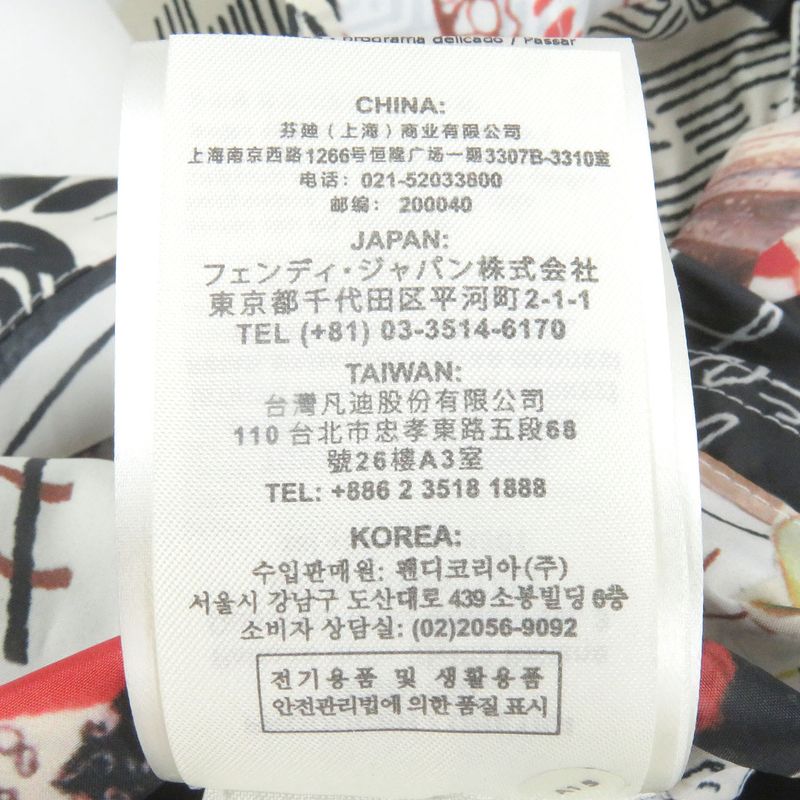 programa delicado / Passar
CHINA:
芬廸（上海）商业有限公司
上海南京西路1266号恒隆广场一期3307B-3310室
电话：021-52033800
邮编：200040
JAPAN:
フェンディ・ジャパン株式会社
東京都千代田区平河町2-1-1
TEL (+81) 03-3514-6170
TAIWAN:
台灣凡迪股份有限公司
110 台北市忠孝東路五段68
號26樓A3室
TEL: +886 2 3518 1888
KOREA:
수입판매원: 팬디코리아(주)
서울시 강남구 도산대로 439 소봉빌딩 6층
소비자 상담실: (02)2056-9092
전기용품 및 생활용품
안전관리법에 의한 품질 표시